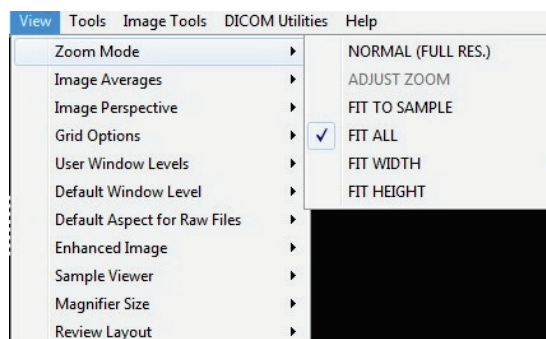 View Tools Image Tools DICOM Utilities Help
Zoom Mode
Image Averages
Image Perspective
Grid Options
User Window Levels
Default Window Level
Default Aspect for Raw Files
Enhanced Image
Sample Viewer
Magnifier Size
Review Layout
NORMAL (FULL RES.)
ADJUST ZOOM
FIT TO SAMPLE
FIT ALL
FIT WIDTH
FIT HEIGHT